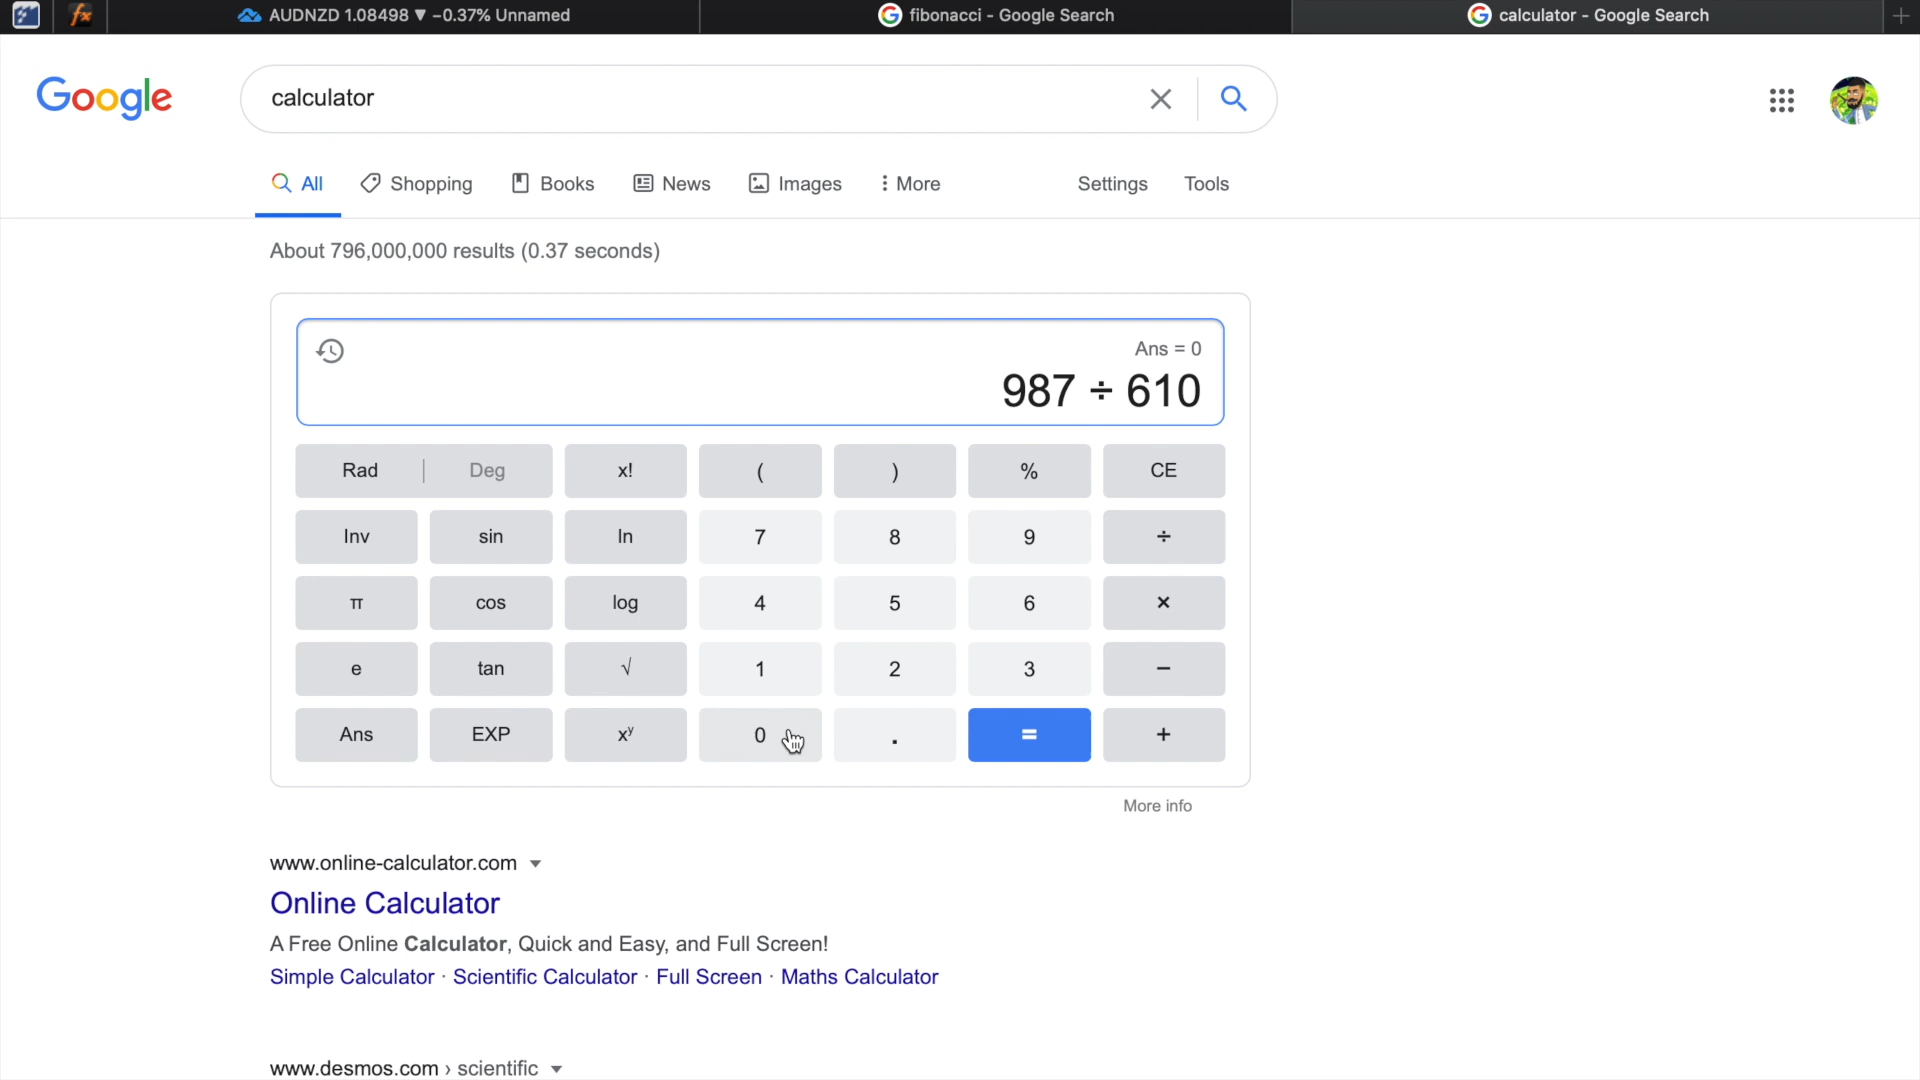 fx
AUDNZD 1.08498 ▼ −0.37% Unnamed
fibonacci - Google Search
calculator - Google Search
Google
calculator
All
Shopping
Books
News
Images
More
Settings
Tools
About 796,000,000 results (0.37 seconds)
Ans = 0
987 ÷ 610
Rad | Deg x! ( ) % CE
Inv sin ln 7 8 9 ÷
π cos log 4 5 6 ×
e tan √ 1 2 3 −
Ans EXP xʸ 0 . = +
More info
www.online-calculator.com
Online Calculator
A Free Online Calculator, Quick and Easy, and Full Screen!
Simple Calculator · Scientific Calculator · Full Screen · Maths Calculator
www.desmos.com › scientific